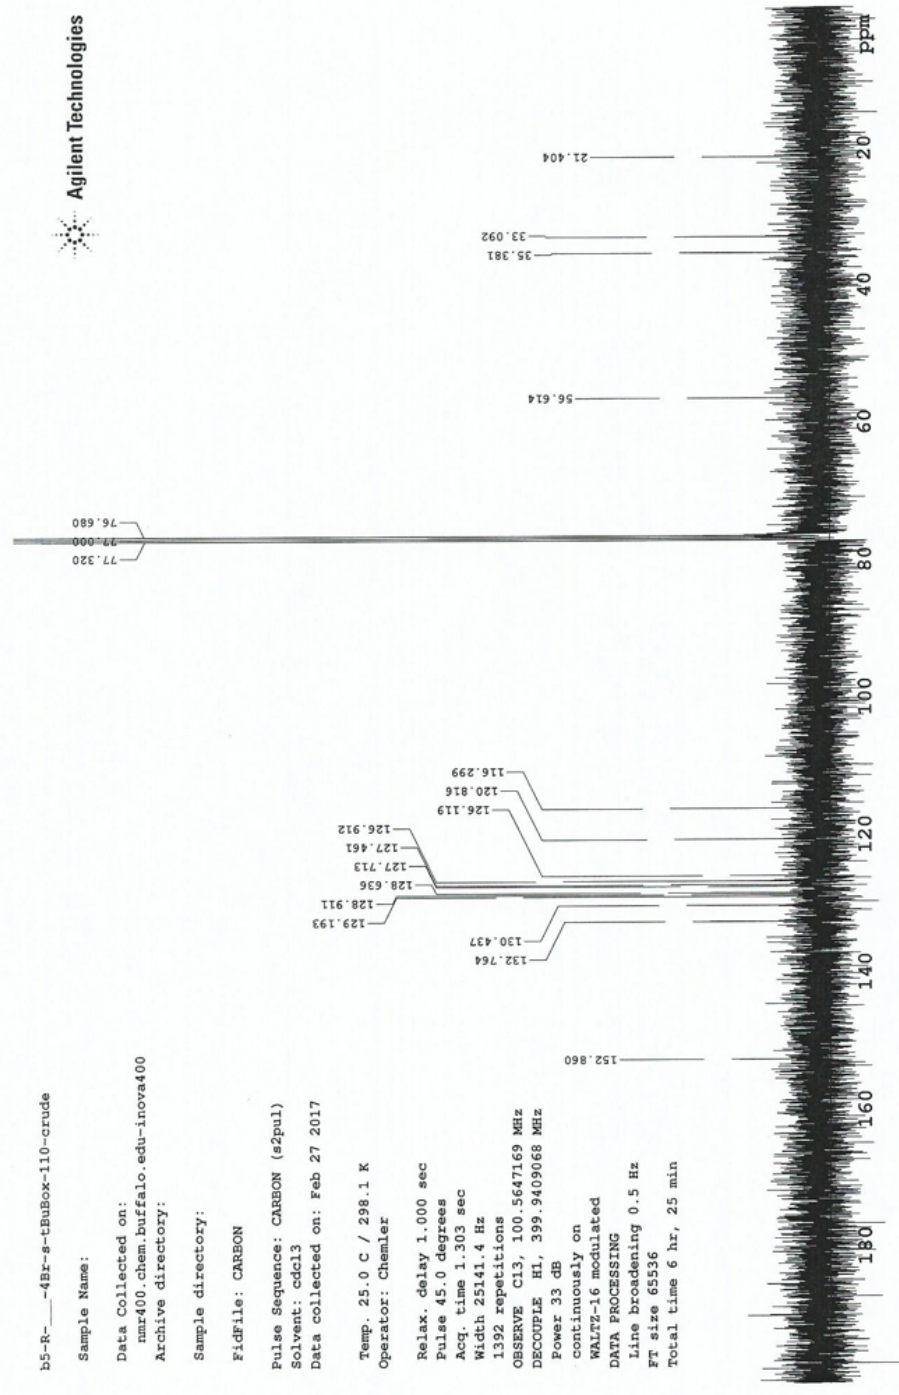 b5-R-____-4Br-s-tBuBox-110-crude
Sample Name:
Data Collected on:
nmr400.chem.buffalo.edu-inova400
Archive directory:
Sample directory:
FidFile: CARBON
Pulse Sequence: CARBON (s2pul)
Solvent: cdcl3
Data collected on: Feb 27 2017
Temp. 25.0 C / 298.1 K
Operator: Chemler
Relax. delay 1.000 sec
Pulse 45.0 degrees
Acq. time 1.303 sec
Width 25141.4 Hz
1392 repetitions
OBSERVE C13, 100.5647169 MHz
DECOUPLE H1, 399.9409068 MHz
Power 33 dB
continuously on
WALTZ-16 modulated
DATA PROCESSING
Line broadening 0.5 Hz
FT size 65536
Total time 6 hr, 25 min
Agilent Technologies
152.860
132.764
130.437
129.193
128.911
128.636
127.713
127.461
126.912
126.119
120.816
116.299
77.320
77.000
76.680
56.614
35.381
33.092
21.404
180
160
140
120
100
80
60
40
20
ppm